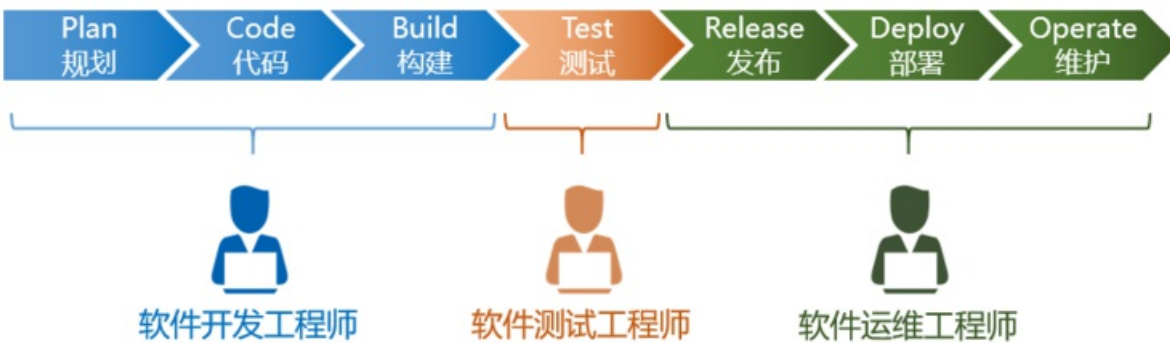 Plan
规划
Code
代码
Build
构建
Test
测试
Release
发布
Deploy
部署
Operate
维护
软件开发工程师
软件测试工程师
软件运维工程师